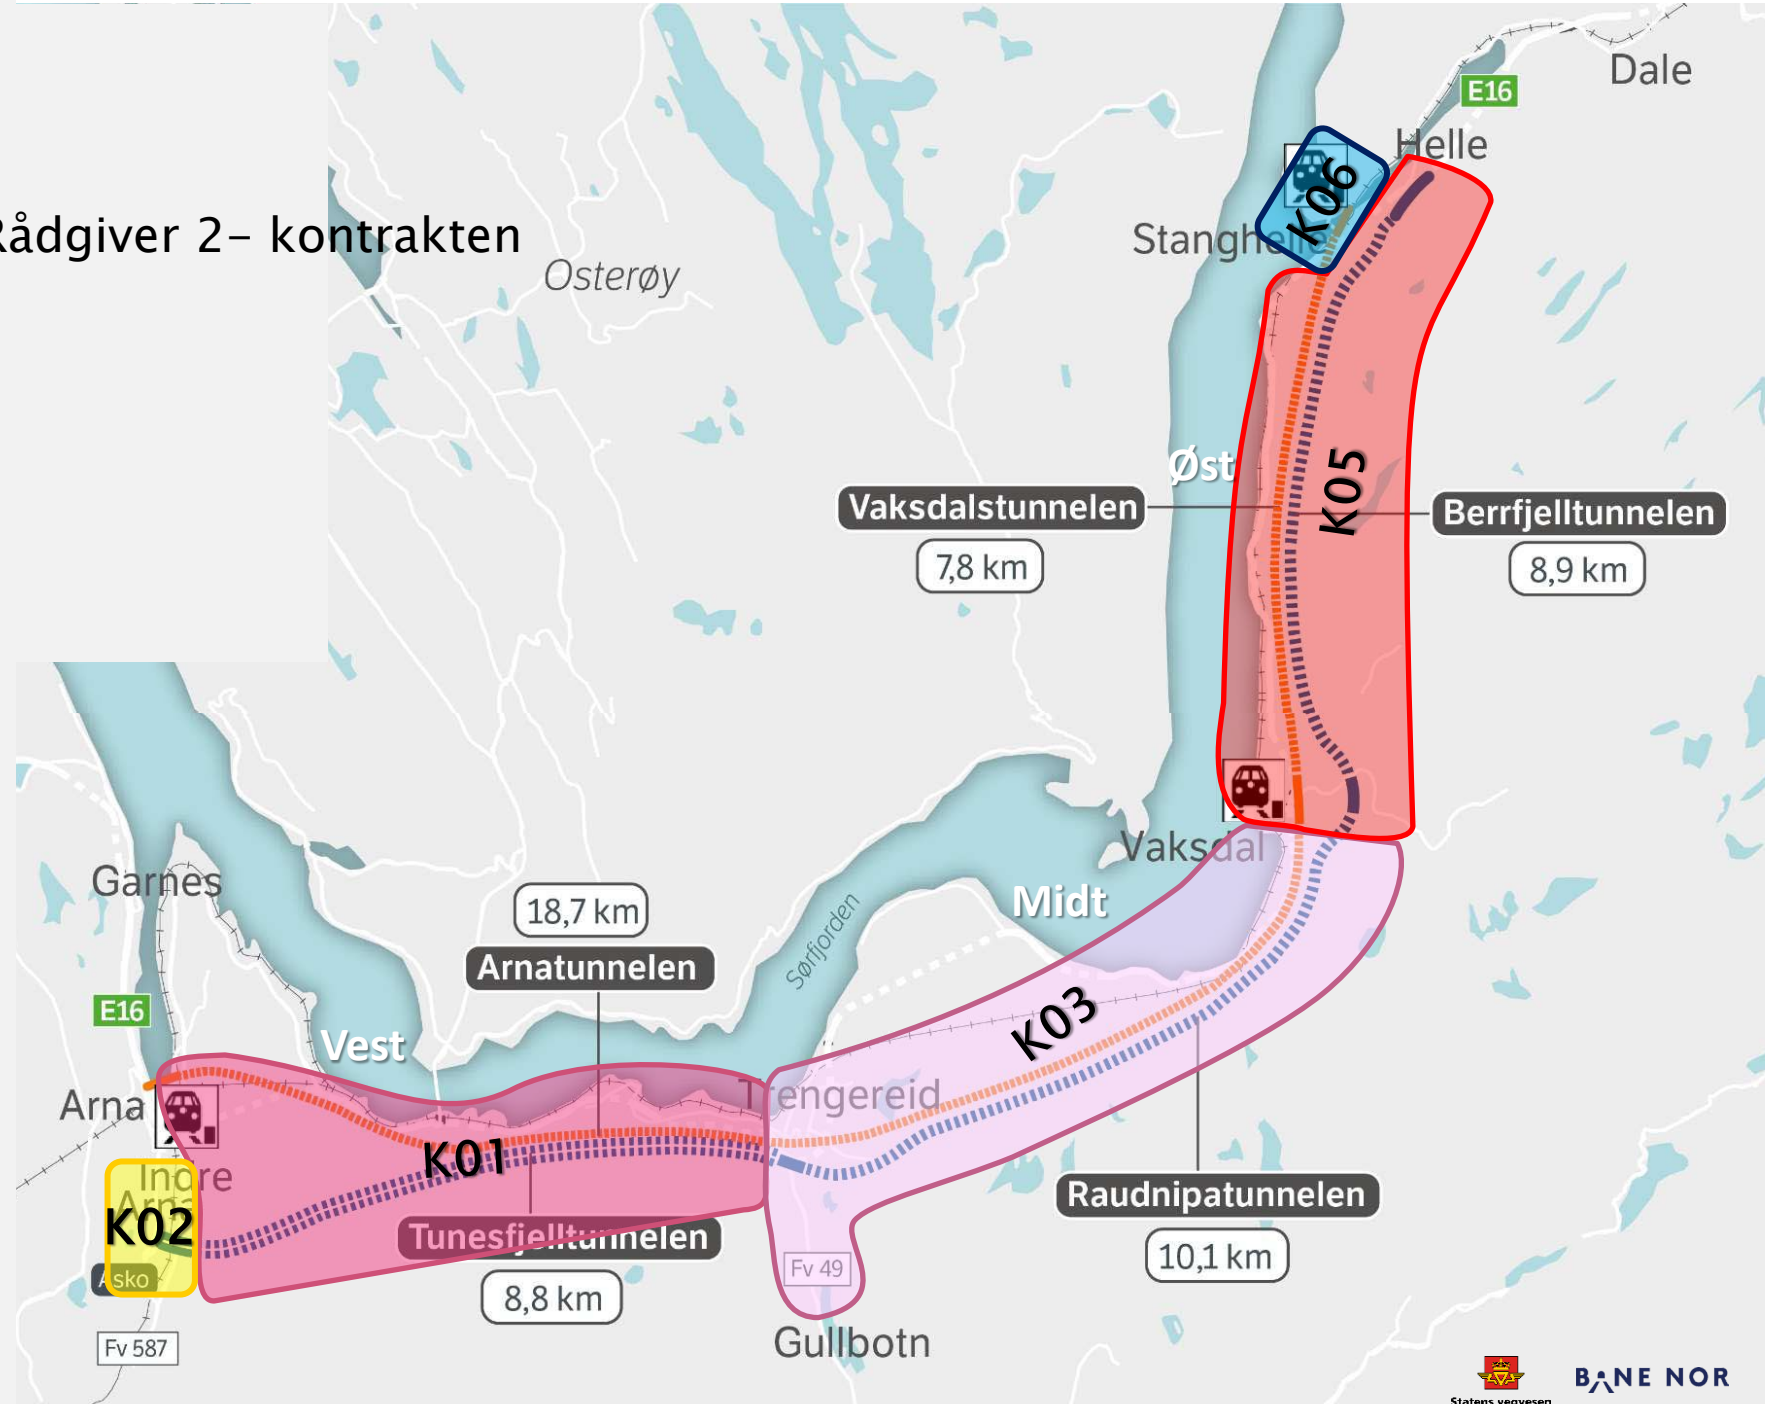 Dale
E16
Helle
K06
Rådgiver 2- kontrakten
Stanghelle
Osterøy
Øst
K05
Vaksdalstunnelen
Berrfjelltunnelen
7,8 km
8,9 km
Vaksdal
Garnes
Midt
18,7 km
Sørfjorden
Arnatunnelen
E16
K03
Vest
Arna
Trengereid
K01
Indre
Arna
Raudnipatunnelen
K02
Tunesfjelltunnelen
10,1 km
Fv 49
Asko
8,8 km
Gullbotn
Fv 587
Statens vegvesen
BANE NOR